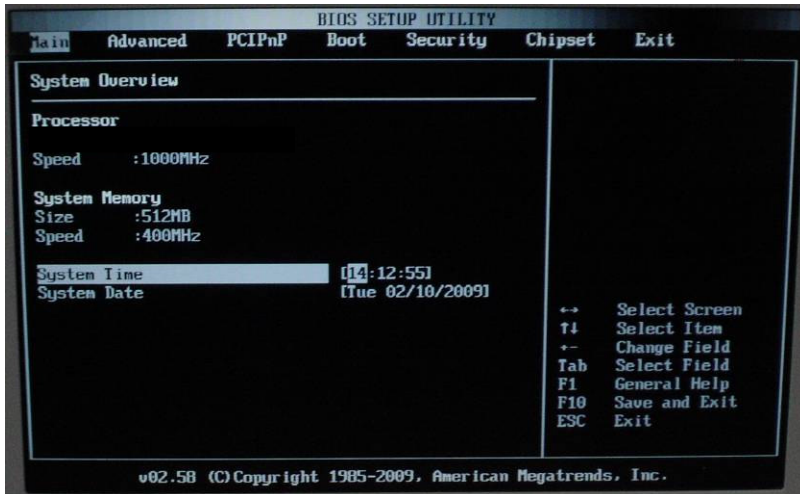 BIOS SETUP UTILITY
Main Advanced PCIPnP Boot Security Chipset Exit
System Overview
Processor
Speed :1000MHz
System Memory
Size :512MB
Speed :400MHz
System Time [14:12:55]
System Date [Tue 02/10/2009]
↔ Select Screen
↑↓ Select Item
+- Change Field
Tab Select Field
F1 General Help
F10 Save and Exit
ESC Exit
v02.58 (C)Copyright 1985-2009, American Megatrends, Inc.